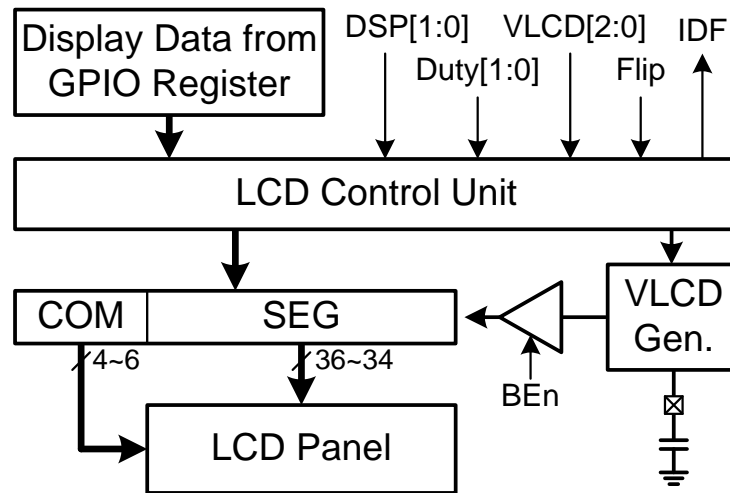 Display Data from
GPIO Register
DSP[1:0]
VLCD[2:0]
IDF
Duty[1:0]
Flip
LCD Control Unit
COM
SEG
VLCD
Gen.
4~6
36~34
BEn
LCD Panel